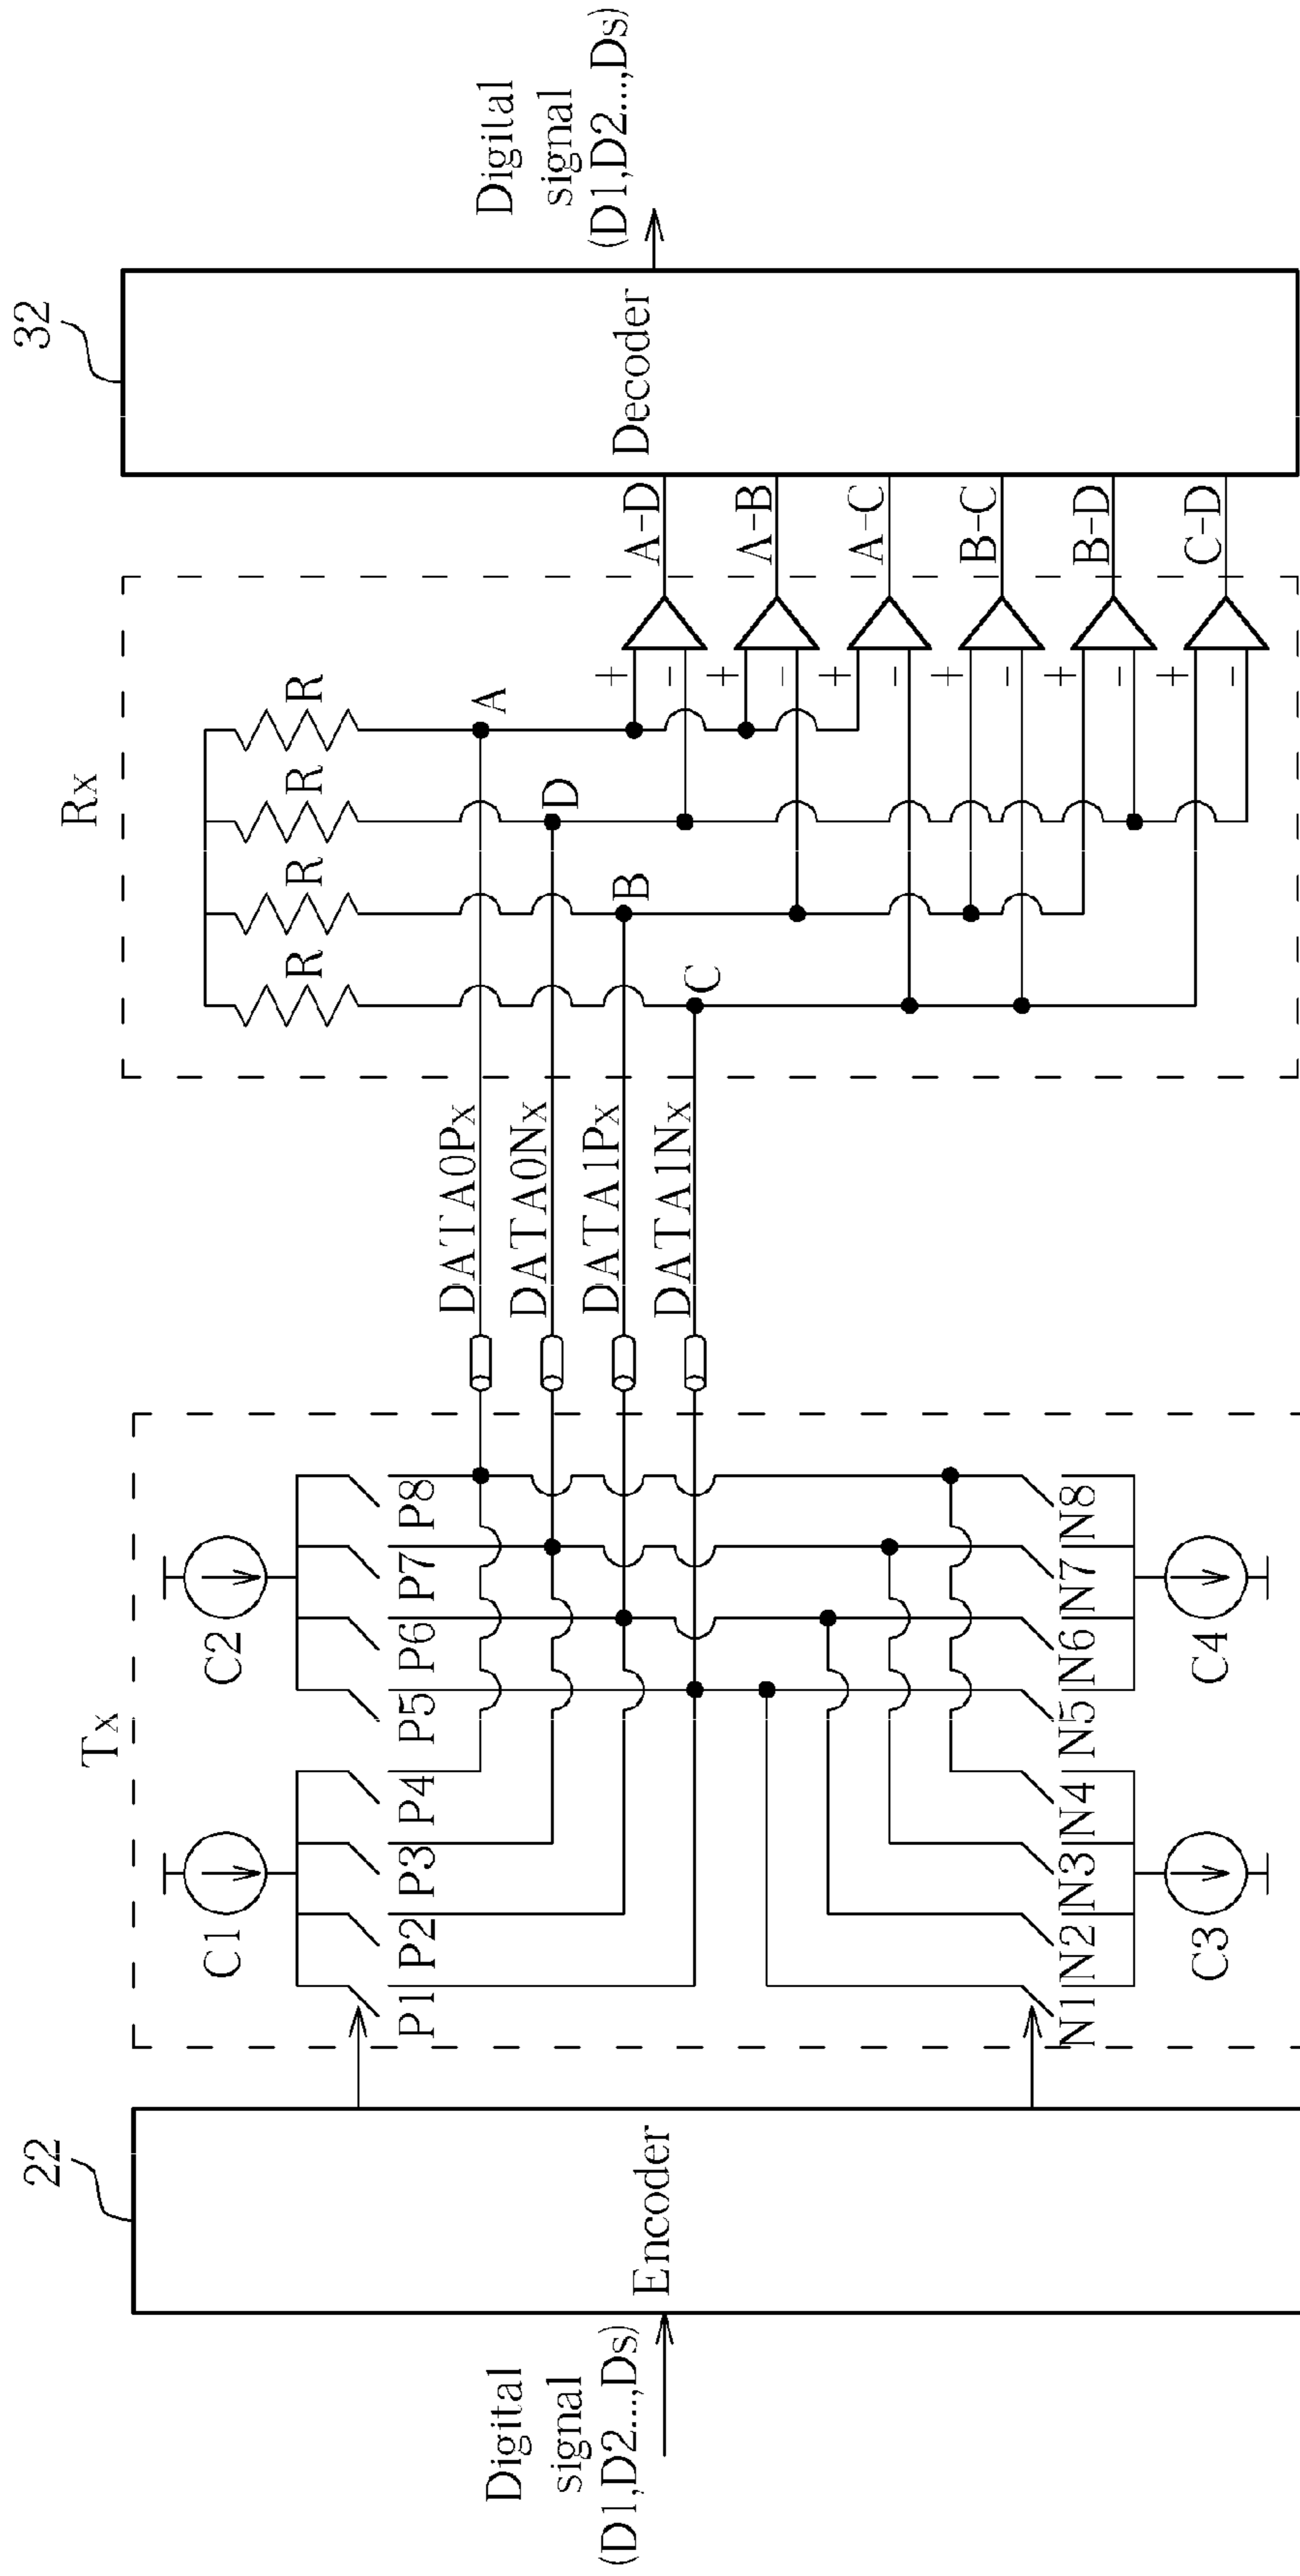 22
Digital
signal
(D1,D2...,Ds)
Encoder
Tx
C1
C2
P1
P2
P3
P4
P5
P6
P7
P8
N1
N2
N3
N4
N5
N6
N7
N8
C3
C4
DATA0Px
DATA0Nx
DATA1Px
DATA1Nx
Rx
R
R
R
R
A
D
B
C
+
-
+
-
+
-
+
-
+
-
+
-
A-D
A-B
A-C
B-C
B-D
C-D
32
Decoder
Digital
signal
(D1,D2...,Ds)